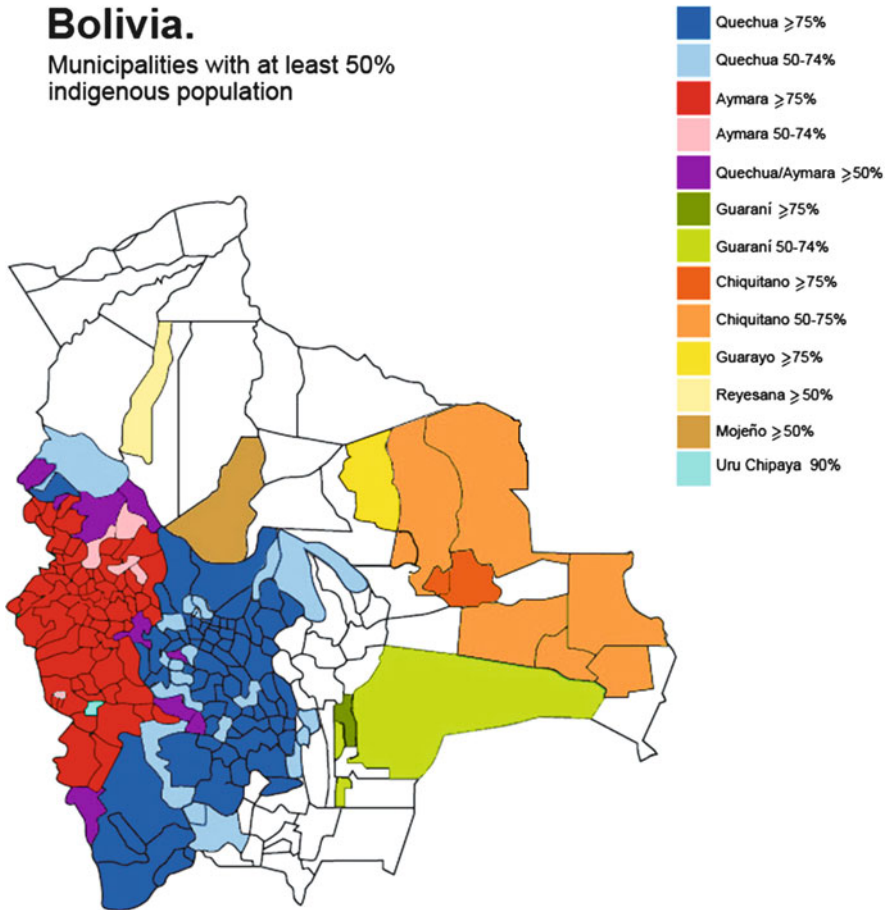 Bolivia.
Municipalities with at least 50%
indigenous population
Quechua ⩾75%
Quechua 50-74%
Aymara ⩾75%
Aymara 50-74%
Quechua/Aymara ⩾50%
Guaraní ⩾75%
Guaraní 50-74%
Chiquitano ⩾75%
Chiquitano 50-75%
Guarayo ⩾75%
Reyesana ⩾50%
Mojeño ⩾50%
Uru Chipaya 90%